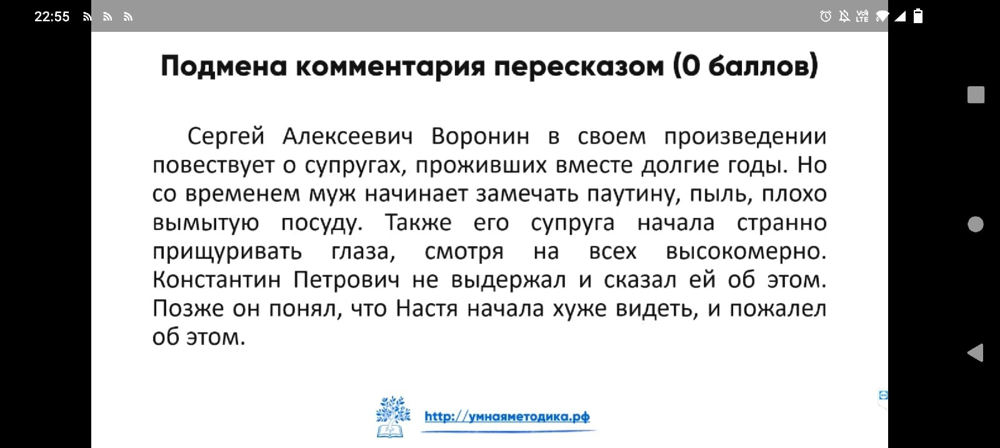 22:55
Vo))
LTE
Подмена комментария пересказом (0 баллов)
Сергей Алексеевич Воронин в своем произведении
повествует о супругах, проживших вместе долгие годы. Но
со временем муж начинает замечать паутину, пыль, плохо
вымытую посуду. Также его супруга начала странно
прищуривать глаза, смотря на всех высокомерно.
Константин Петрович не выдержал и сказал ей об этом.
Позже он понял, что Настя начала хуже видеть, и пожалел
об этом.
http://умнаяметодика.рф